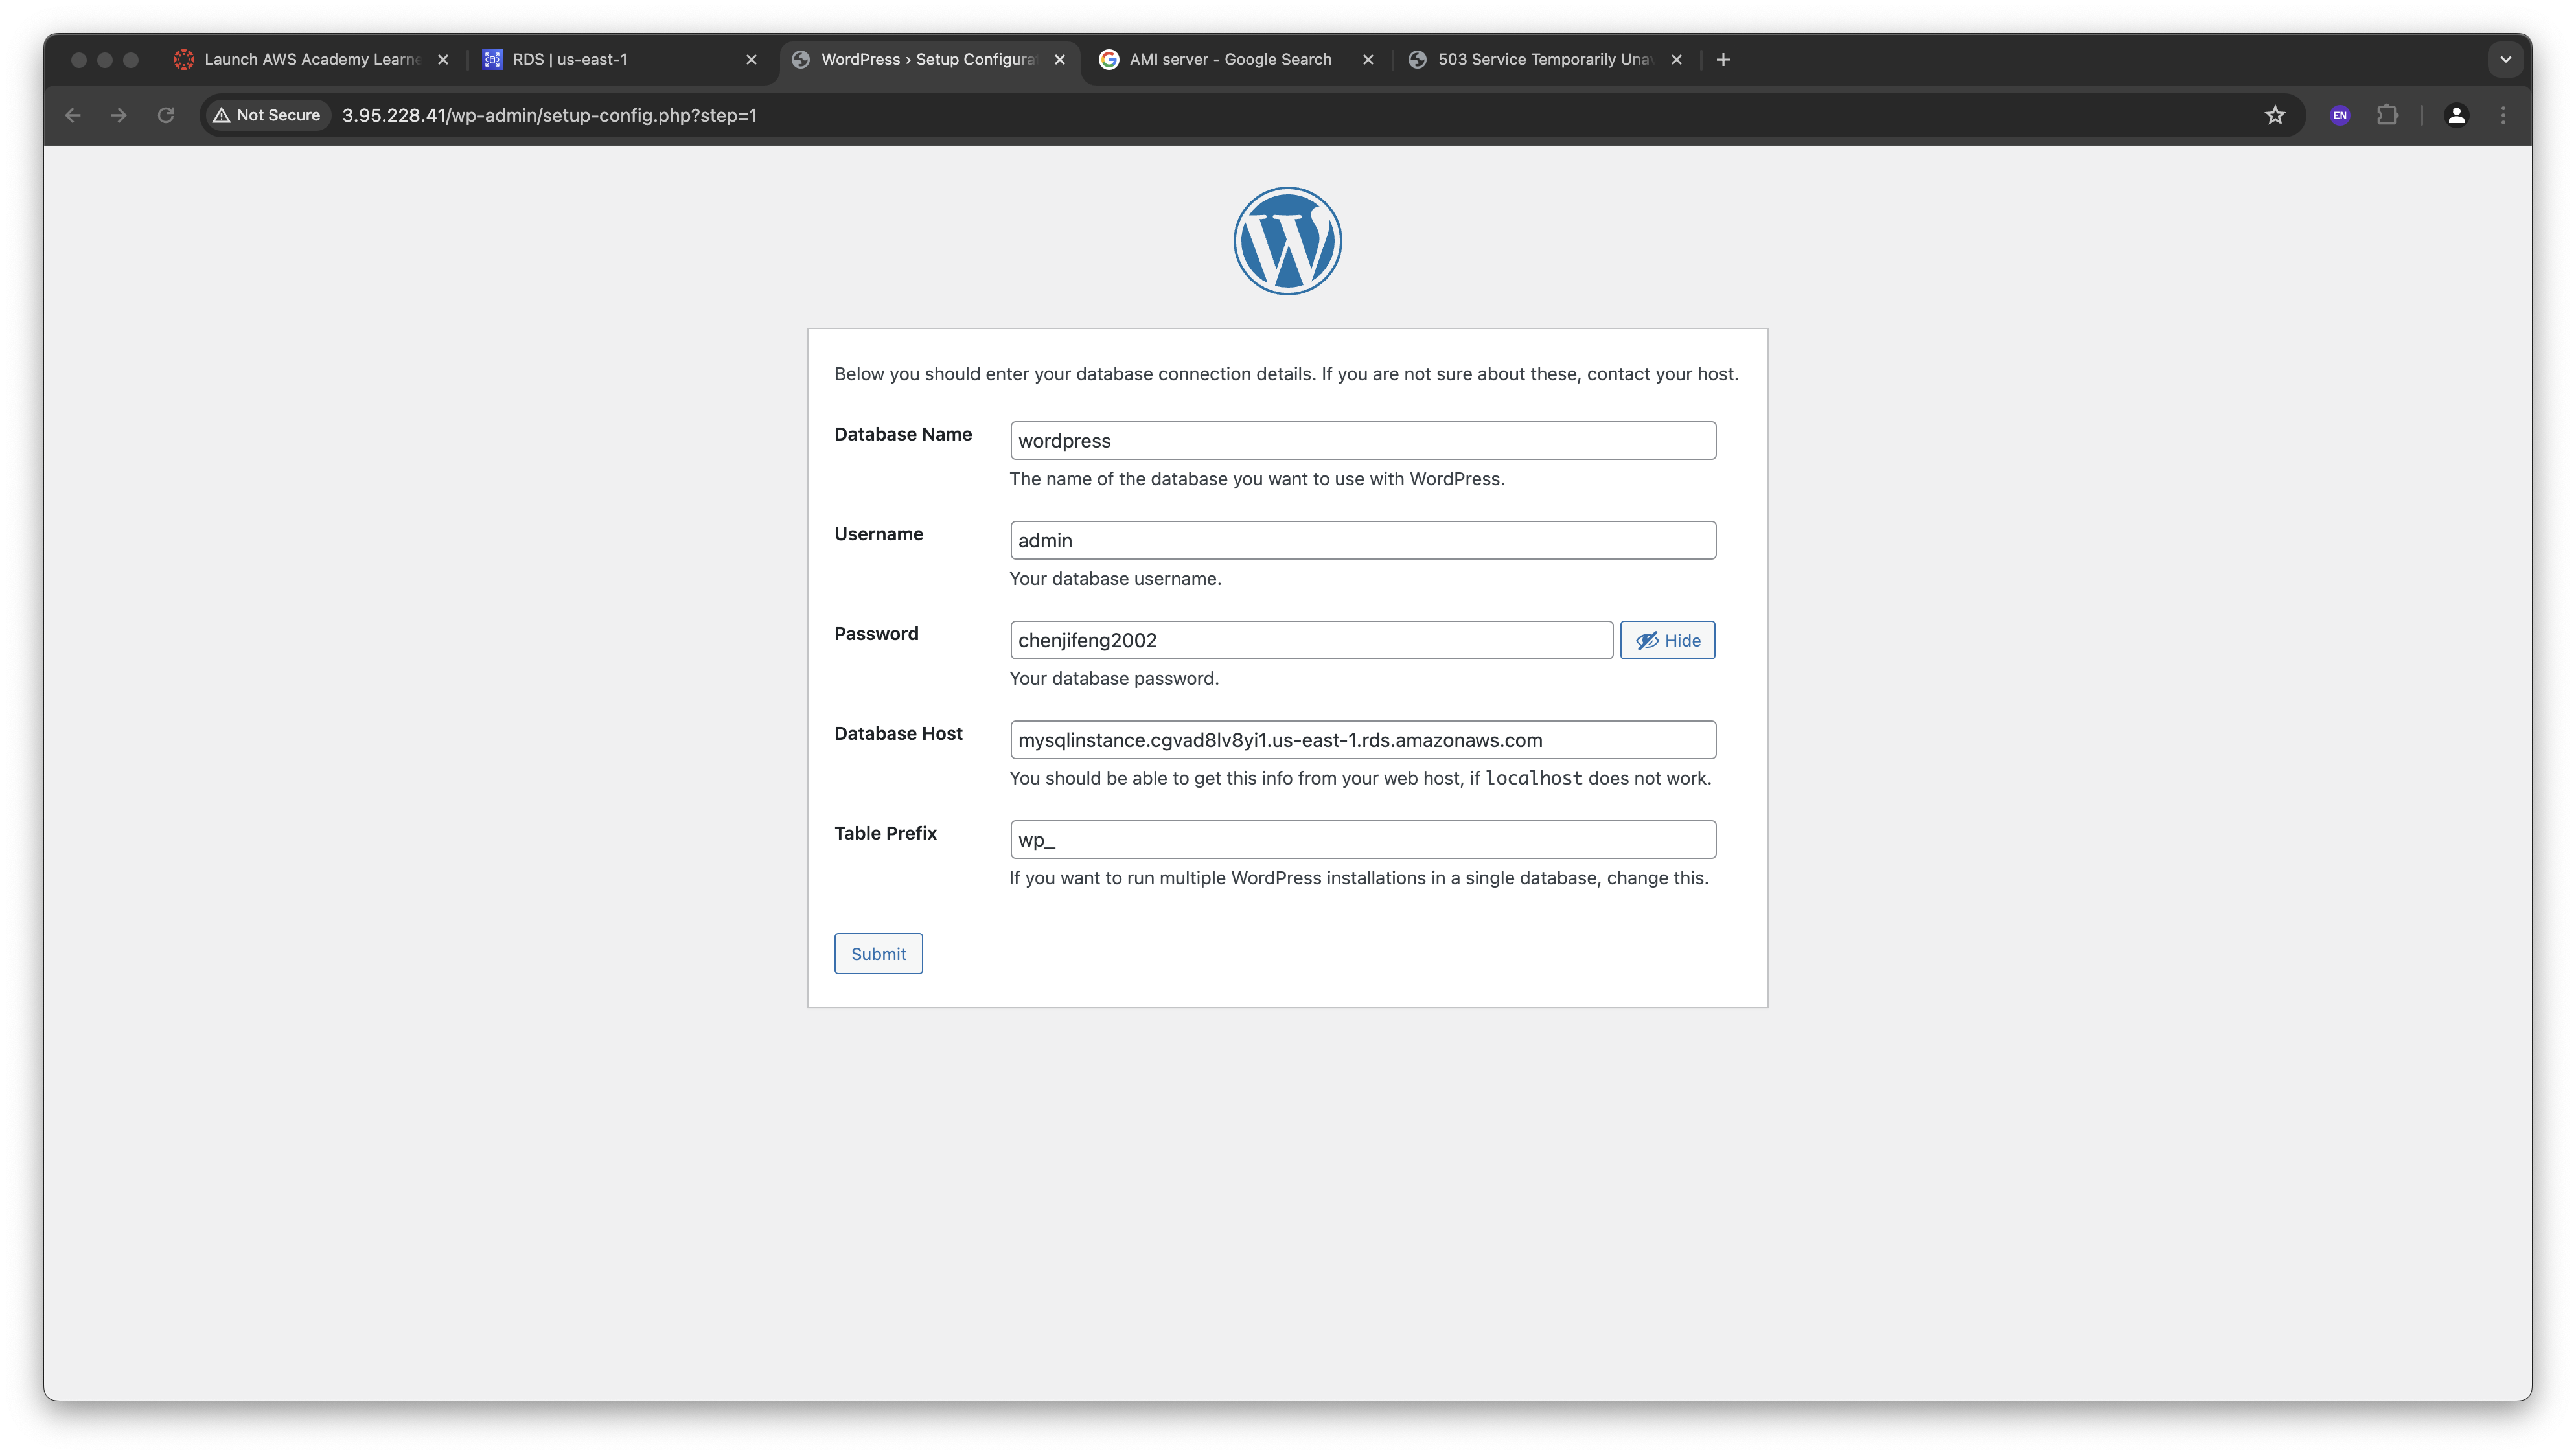 Launch AWS Academy Learne
RDS | us-east-1
WordPress › Setup Configura
AMI server - Google Search
503 Service Temporarily Una
Not Secure
3.95.228.41/wp-admin/setup-config.php?step=1
EN
Below you should enter your database connection details. If you are not sure about these, contact your host.
Database Name
wordpress
The name of the database you want to use with WordPress.
Username
admin
Your database username.
Password
chenjifeng2002
Hide
Your database password.
Database Host
mysqlinstance.cgvad8lv8yi1.us-east-1.rds.amazonaws.com
You should be able to get this info from your web host, if localhost does not work.
Table Prefix
wp_
If you want to run multiple WordPress installations in a single database, change this.
Submit